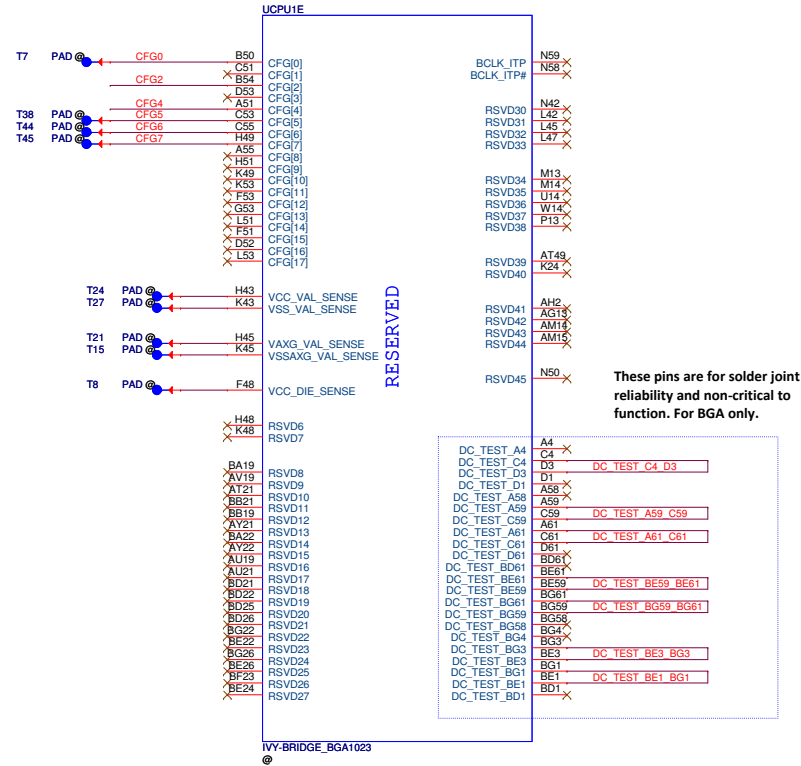 UCPU1E
T7 PAD @ CFG0 B50 CFG[0]
C51 CFG[1]
CFG2 B54 CFG[2]
D53 CFG[3]
CFG4 A51 CFG[4]
T38 PAD @ CFG5 C53 CFG[5]
T44 PAD @ CFG6 C55 CFG[6]
T45 PAD @ CFG7 H49 CFG[7]
A55 CFG[8]
H51 CFG[9]
K49 CFG[10]
K53 CFG[11]
F53 CFG[12]
G53 CFG[13]
L51 CFG[14]
F51 CFG[15]
D52 CFG[16]
L53 CFG[17]
T24 PAD @ H43 VCC_VAL_SENSE
T27 PAD @ K43 VSS_VAL_SENSE
T21 PAD @ H45 VAXG_VAL_SENSE
T15 PAD @ K45 VSSAXG_VAL_SENSE
T8 PAD @ F48 VCC_DIE_SENSE
H48 RSVD6
K48 RSVD7
BA19 RSVD8
AV19 RSVD9
AT21 RSVD10
BB21 RSVD11
BB19 RSVD12
AY21 RSVD13
BA22 RSVD14
AY22 RSVD15
AU19 RSVD16
AU21 RSVD17
BD21 RSVD18
BD22 RSVD19
BD25 RSVD20
BD26 RSVD21
BG22 RSVD22
BE22 RSVD23
BG26 RSVD24
BE26 RSVD25
BF23 RSVD26
BE24 RSVD27
RESERVED
BCLK_ITP N59
BCLK_ITP# N58
RSVD30 N42
RSVD31 L42
RSVD32 L45
RSVD33 L47
RSVD34 M13
RSVD35 M14
RSVD36 U14
RSVD37 W14
RSVD38 P13
RSVD39 AT49
RSVD40 K24
RSVD41 AH2
RSVD42 AG13
RSVD43 AM14
RSVD44 AM15
RSVD45 N50
These pins are for solder joint
reliability and non-critical to
function. For BGA only.
DC_TEST_A4 A4
DC_TEST_C4 C4
DC_TEST_D3 D3 DC_TEST_C4_D3
DC_TEST_D1 D1
DC_TEST_A58 A58
DC_TEST_A59 A59
DC_TEST_C59 C59 DC_TEST_A59_C59
DC_TEST_A61 A61
DC_TEST_C61 C61 DC_TEST_A61_C61
DC_TEST_D61 D61
DC_TEST_BD61 BD61
DC_TEST_BE61 BE61
DC_TEST_BE59 BE59 DC_TEST_BE59_BE61
DC_TEST_BG61 BG61
DC_TEST_BG59 BG59 DC_TEST_BG59_BG61
DC_TEST_BG58 BG58
DC_TEST_BG4 BG4
DC_TEST_BG3 BG3
DC_TEST_BE3 BE3 DC_TEST_BE3_BG3
DC_TEST_BG1 BG1
DC_TEST_BE1 BE1 DC_TEST_BE1_BG1
DC_TEST_BD1 BD1
IVY-BRIDGE_BGA1023
@